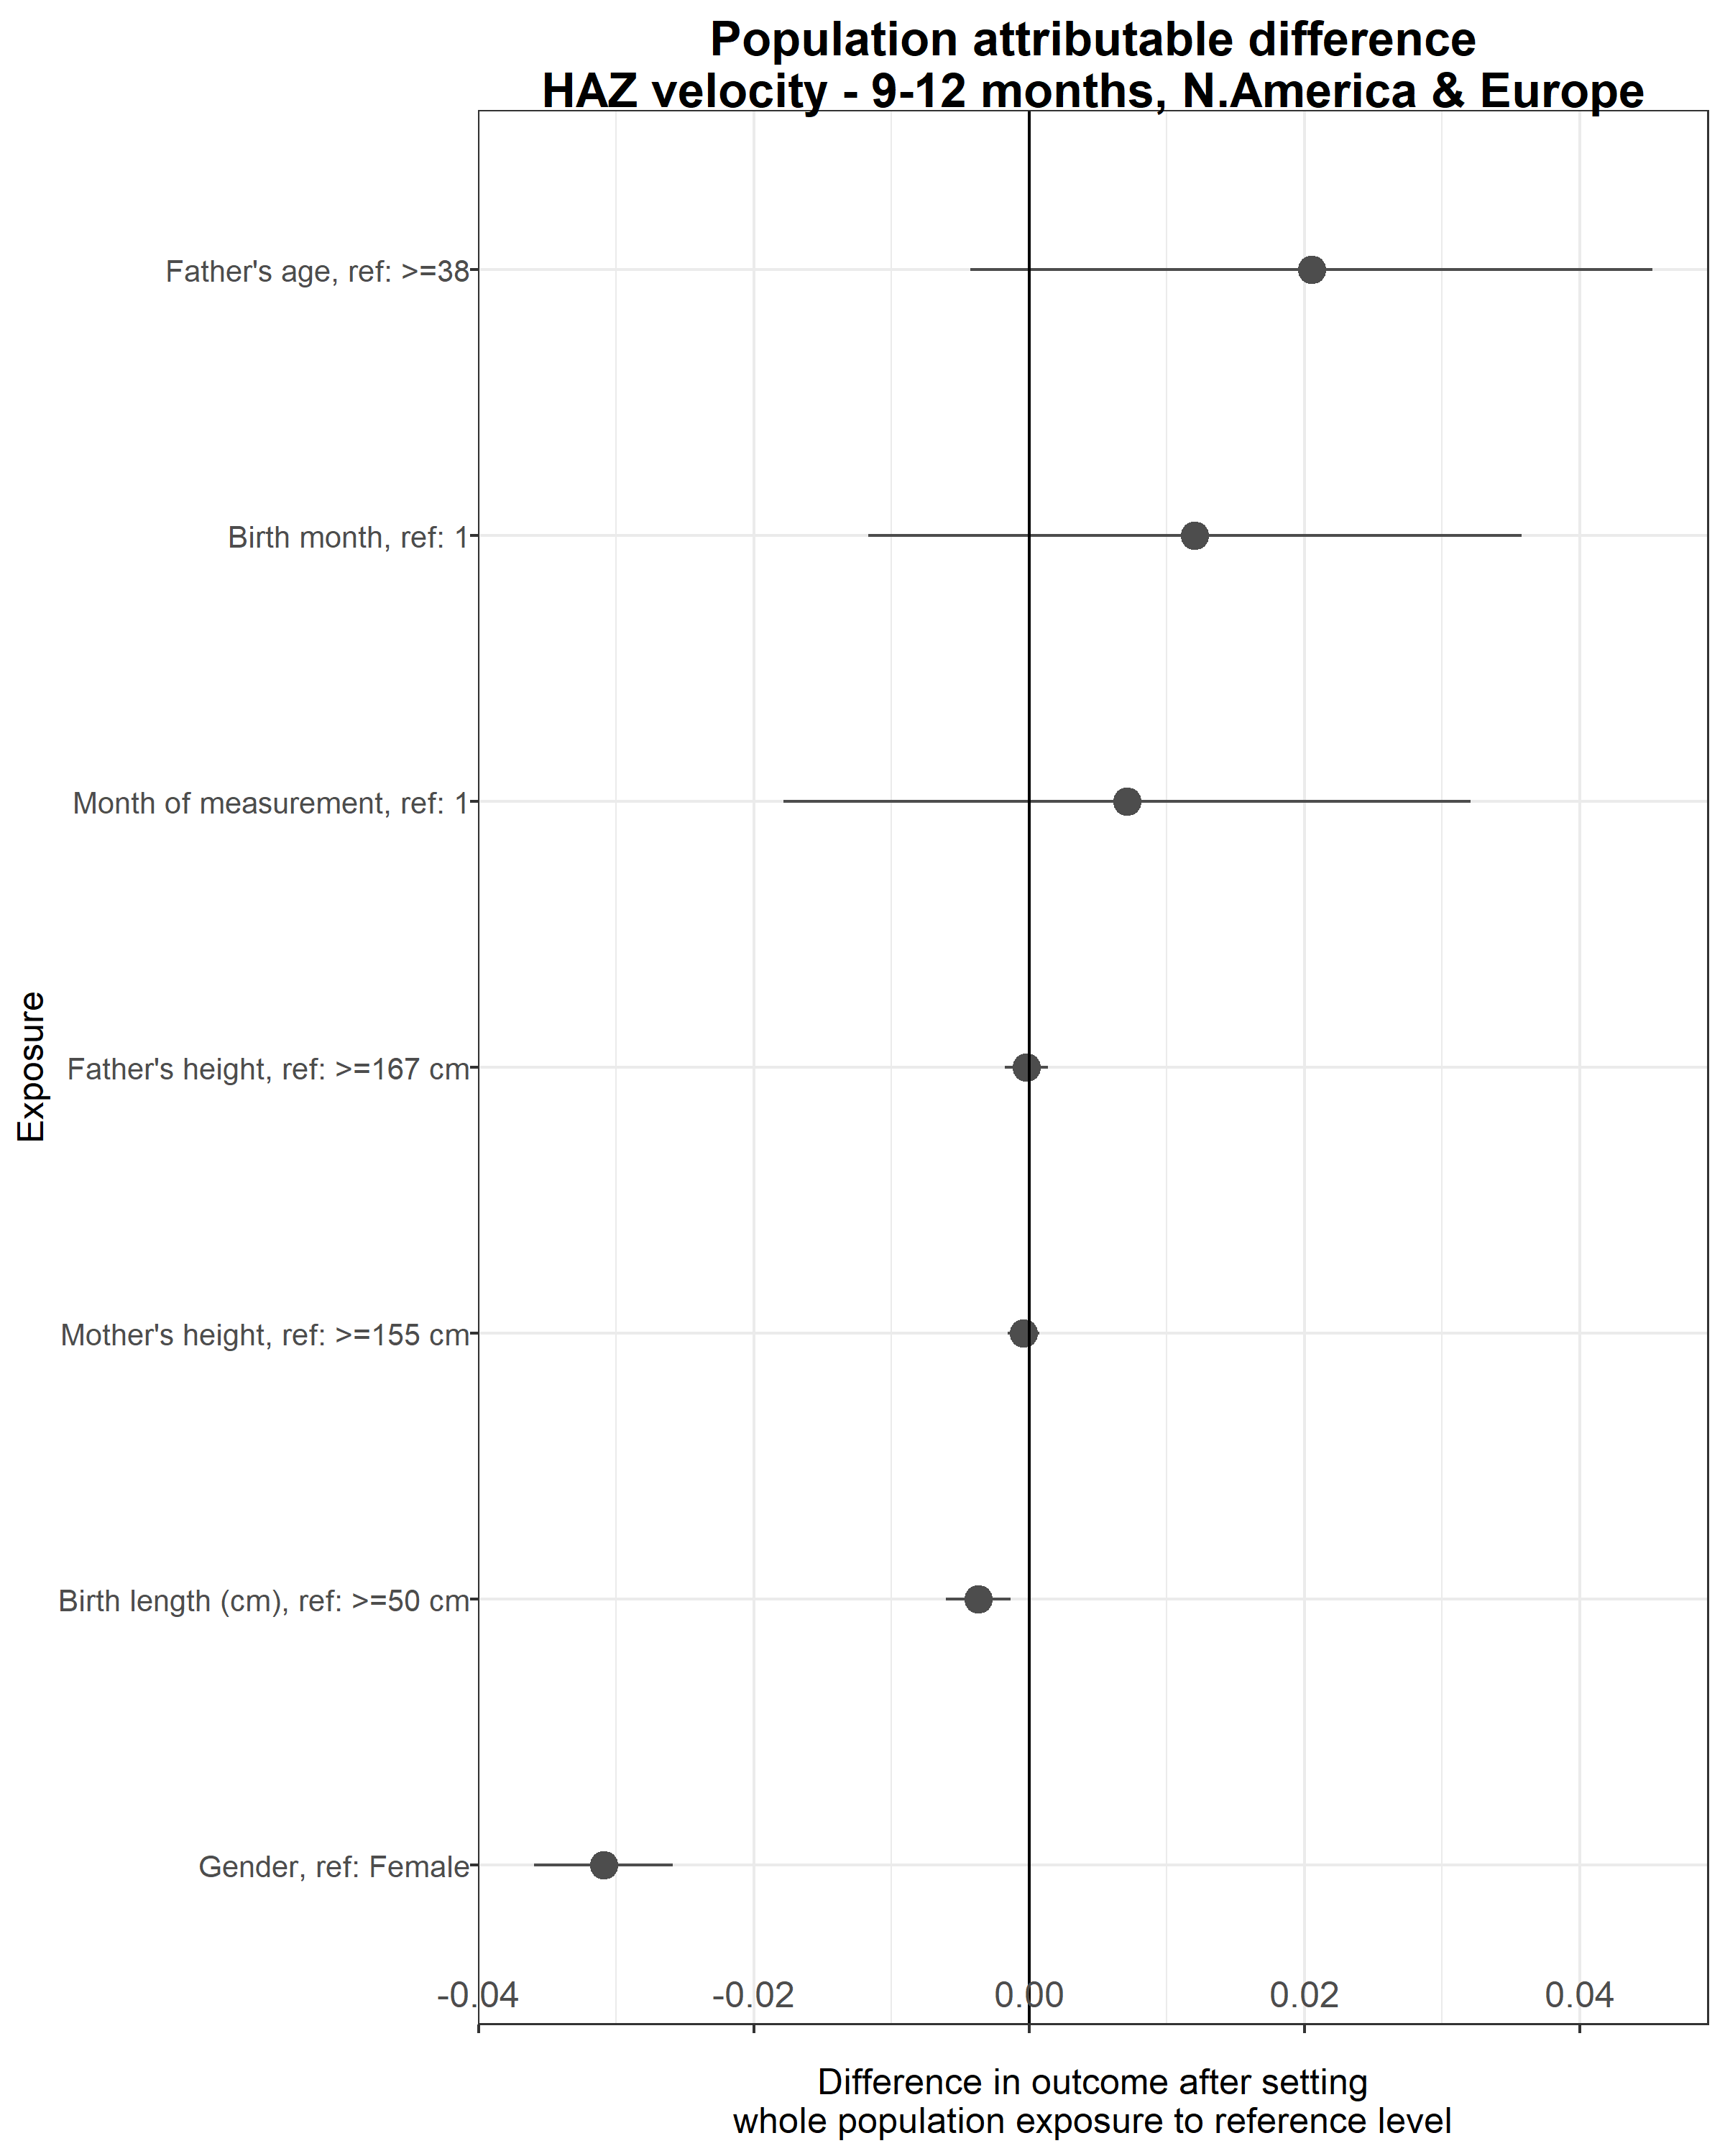 Population attributable difference
HAZ velocity - 9-12 months, N.America & Europe
Exposure
Father's age, ref: >=38
Birth month, ref: 1
Month of measurement, ref: 1
Father's height, ref: >=167 cm
Mother's height, ref: >=155 cm
Birth length (cm), ref: >=50 cm
Gender, ref: Female
-0.04 -0.02 0.00 0.02 0.04
Difference in outcome after setting
whole population exposure to reference level